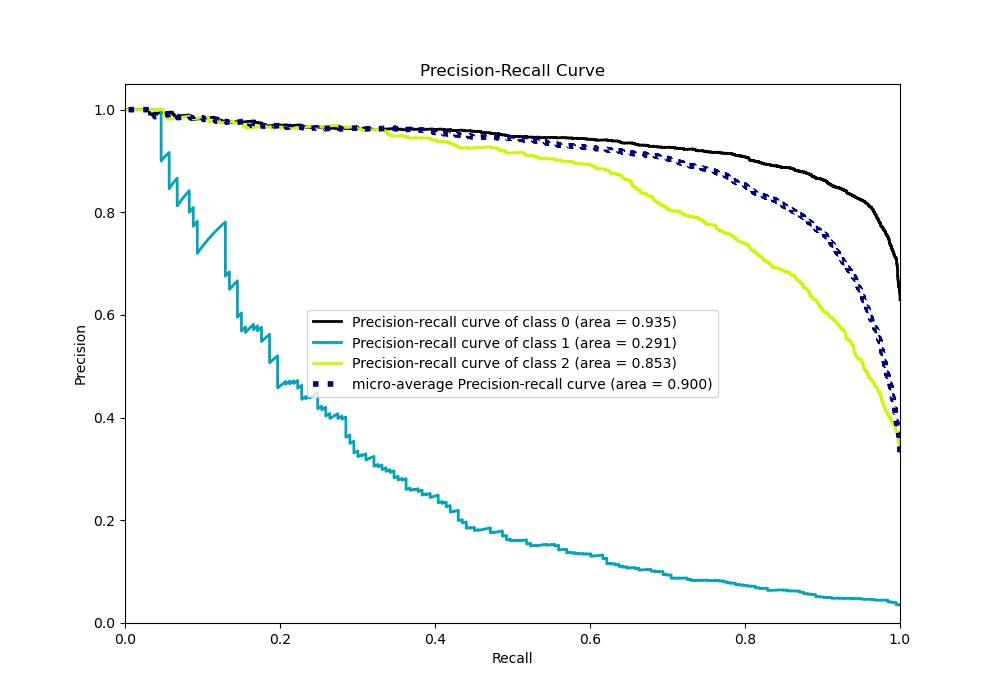 Precision-Recall Curve
1.0
0.8
0.6
0.4
0.2
0.0
Precision
Precision-recall curve of class 0 (area = 0.935)
Precision-recall curve of class 1 (area = 0.291)
Precision-recall curve of class 2 (area = 0.853)
micro-average Precision-recall curve (area = 0.900)
0.0 0.2 0.4 0.6 0.8 1.0
Recall